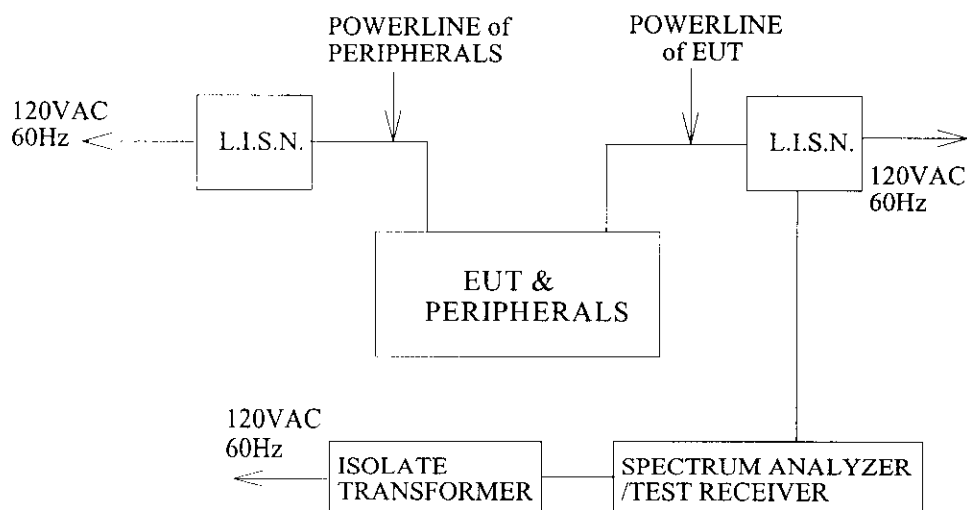 POWERLINE of
PERIPHERALS
POWERLINE
of EUT
120VAC
60Hz
L.I.S.N.
L.I.S.N.
120VAC
60Hz
EUT &
PERIPHERALS
120VAC
60Hz
ISOLATE
TRANSFORMER
SPECTRUM ANALYZER
/TEST RECEIVER